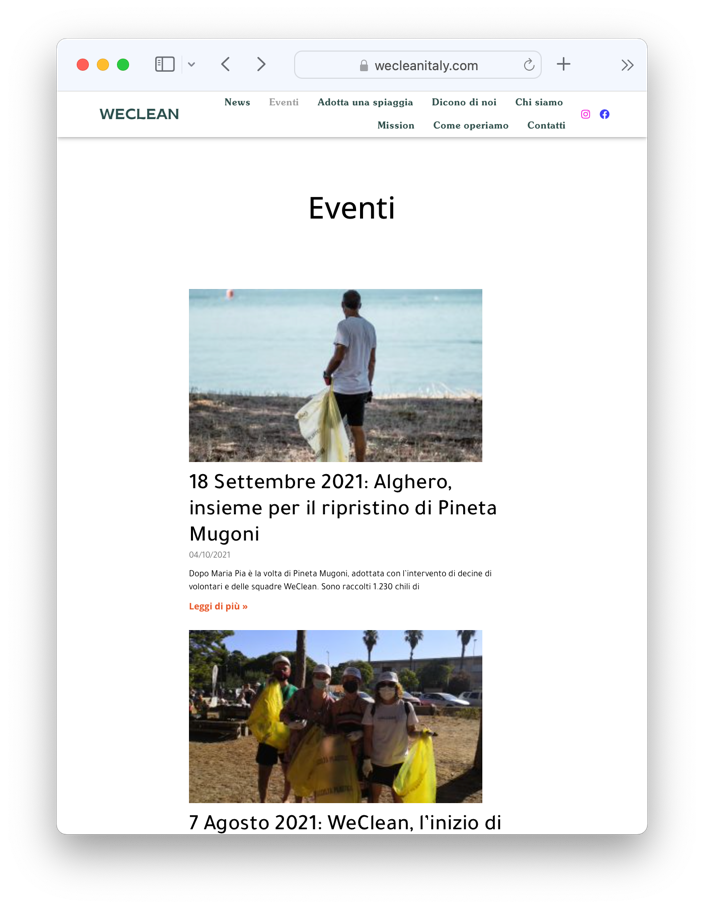 wecleanitaly.com
WECLEAN
News Eventi Adotta una spiaggia Dicono di noi Chi siamo
Mission Come operiamo Contatti
Eventi
18 Settembre 2021: Alghero,
insieme per il ripristino di Pineta
Mugoni
04/10/2021
Dopo Maria Pia è la volta di Pineta Mugoni, adottata con l'intervento di decine di
volontari e delle squadre WeClean. Sono raccolti 1.230 chili di
Leggi di più »
7 Agosto 2021: WeClean, l'inizio di